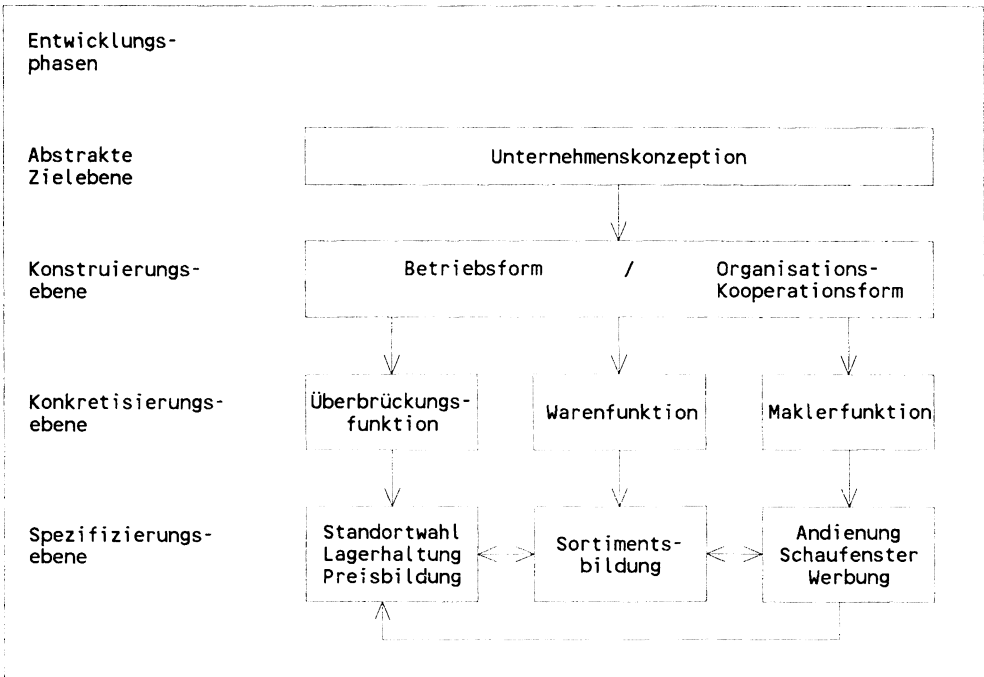 Entwicklungs-
phasen
Abstrakte
Zielebene
Unternehmenskonzeption
Konstruierungs-
ebene
Betriebsform / Organisations-
Kooperationsform
Konkretisierungs-
ebene
Überbrückungs-
funktion
Warenfunktion
Maklerfunktion
Spezifizierungs-
ebene
Standortwahl
Lagerhaltung
Preisbildung
Sortiments-
bildung
Andienung
Schaufenster
Werbung